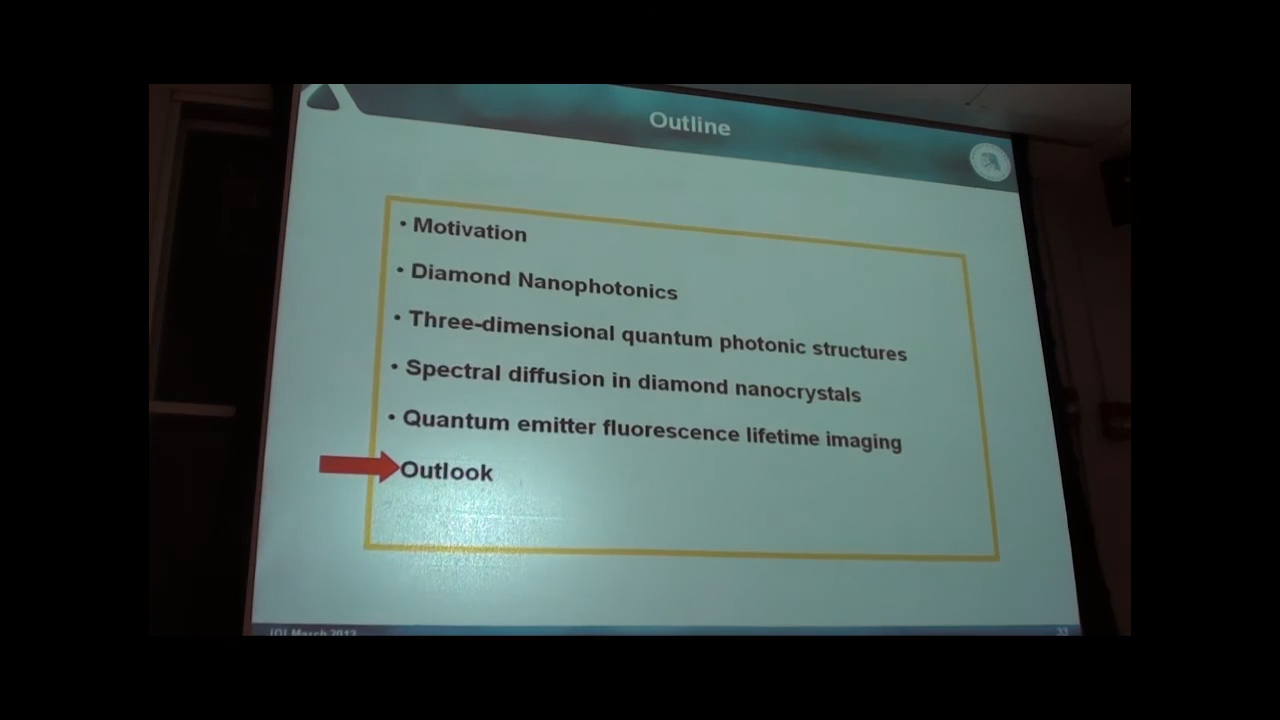 Outline
• Motivation
• Diamond Nanophotonics
• Three-dimensional quantum photonic structures
• Spectral diffusion in diamond nanocrystals
• Quantum emitter fluorescence lifetime imaging
Outlook
March